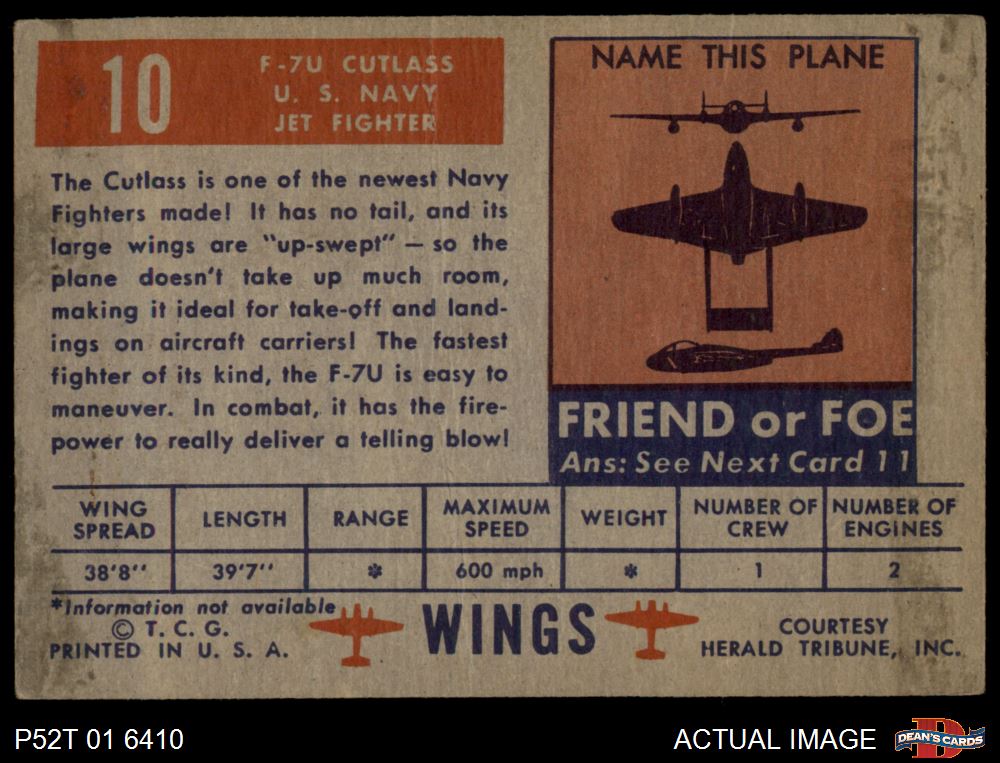 10
F-7U CUTLASS
U. S. NAVY
JET FIGHTER
The Cutlass is one of the newest Navy
Fighters made! It has no tail, and its
large wings are "up-swept" — so the
plane doesn't take up much room,
making it ideal for take-off and land-
ings on aircraft carriers! The fastest
fighter of its kind, the F-7U is easy to
maneuver. In combat, it has the fire-
power to really deliver a telling blow!
NAME THIS PLANE
FRIEND or FOE
Ans: See Next Card 11
WING SPREAD LENGTH RANGE MAXIMUM SPEED WEIGHT NUMBER OF CREW NUMBER OF ENGINES
38'8'' 39'7'' * 600 mph * 1 2
*Information not available
© T. C. G.
PRINTED IN U. S. A.
WINGS
COURTESY
HERALD TRIBUNE, INC.
P52T 01 6410
ACTUAL IMAGE
DEAN'S CARDS